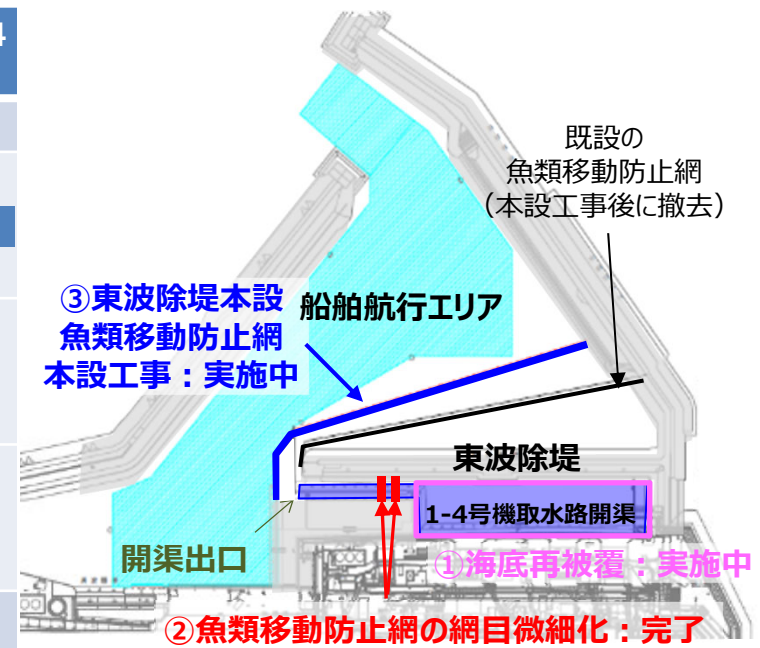 4
既設の
魚類移動防止網
（本設工事後に撤去）
③東波除堤本設
魚類移動防止網
本設工事：実施中
船舶航行エリア
東波除堤
1-4号機取水路開渠
開渠出口
①海底再被覆：実施中
②魚類移動防止網の網目微細化：完了